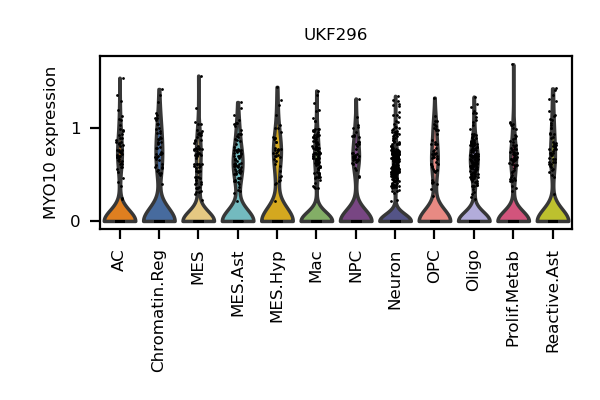 UKF296
MYO10 expression
1
0
AC
Chromatin.Reg
MES
MES.Ast
MES.Hyp
Mac
NPC
Neuron
OPC
Oligo
Prolif.Metab
Reactive.Ast